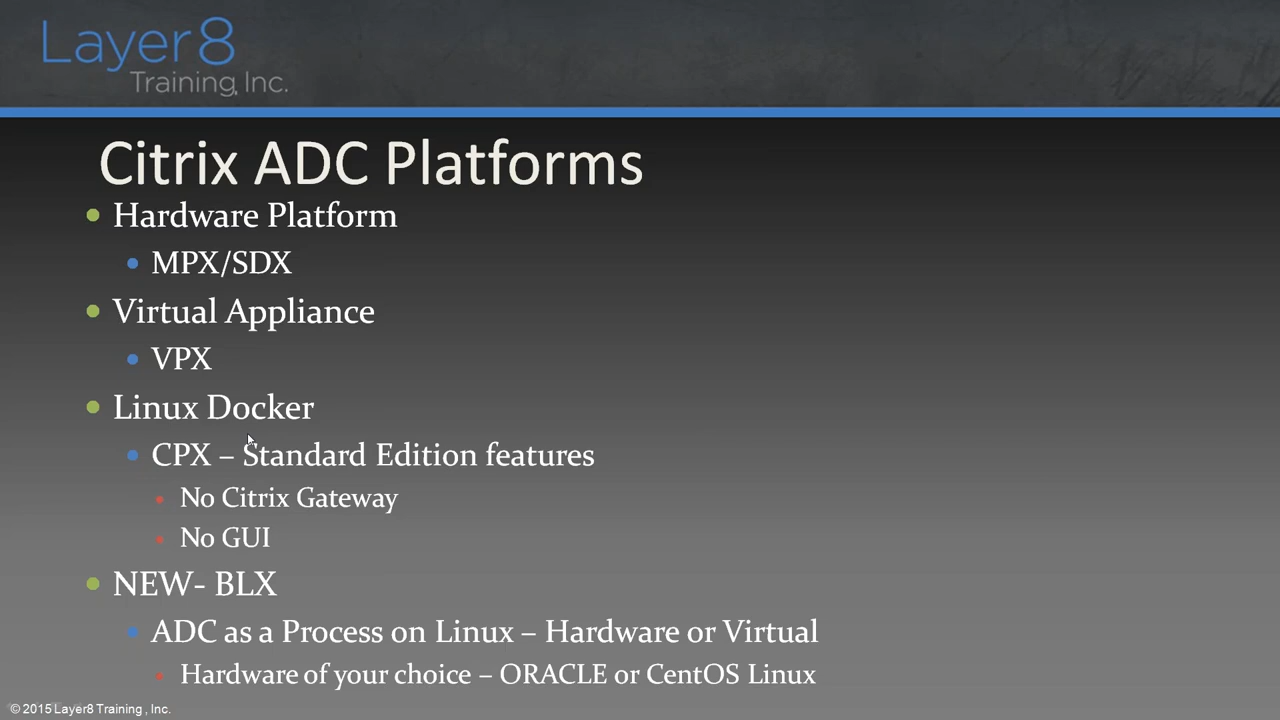 Layer8
Training, Inc.
Citrix ADC Platforms
Hardware Platform
MPX/SDX
Virtual Appliance
VPX
Linux Docker
CPX – Standard Edition features
No Citrix Gateway
No GUI
NEW- BLX
ADC as a Process on Linux – Hardware or Virtual
Hardware of your choice – ORACLE or CentOS Linux
© 2015 Layer8 Training , Inc.